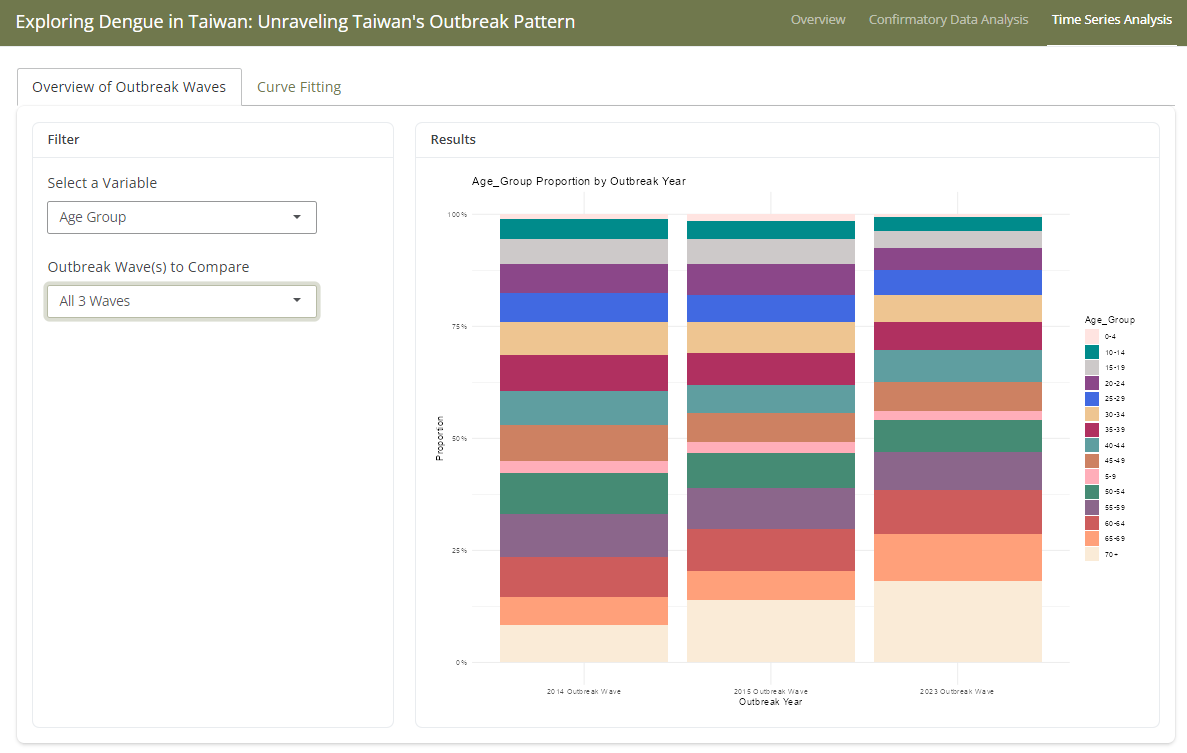 Exploring Dengue in Taiwan: Unraveling Taiwan's Outbreak Pattern
Overview
Confirmatory Data Analysis
Time Series Analysis
Overview of Outbreak Waves
Curve Fitting
Filter
Select a Variable
Age Group
Outbreak Wave(s) to Compare
All 3 Waves
Results
Age_Group Proportion by Outbreak Year
100%
75%
50%
25%
0%
Proportion
2014 Outbreak Wave
2015 Outbreak Wave
2023 Outbreak Wave
Outbreak Year
Age_Group
0-4
10-14
15-19
20-24
25-29
30-34
35-39
40-44
45-49
5-9
50-54
55-59
60-64
65-69
70+